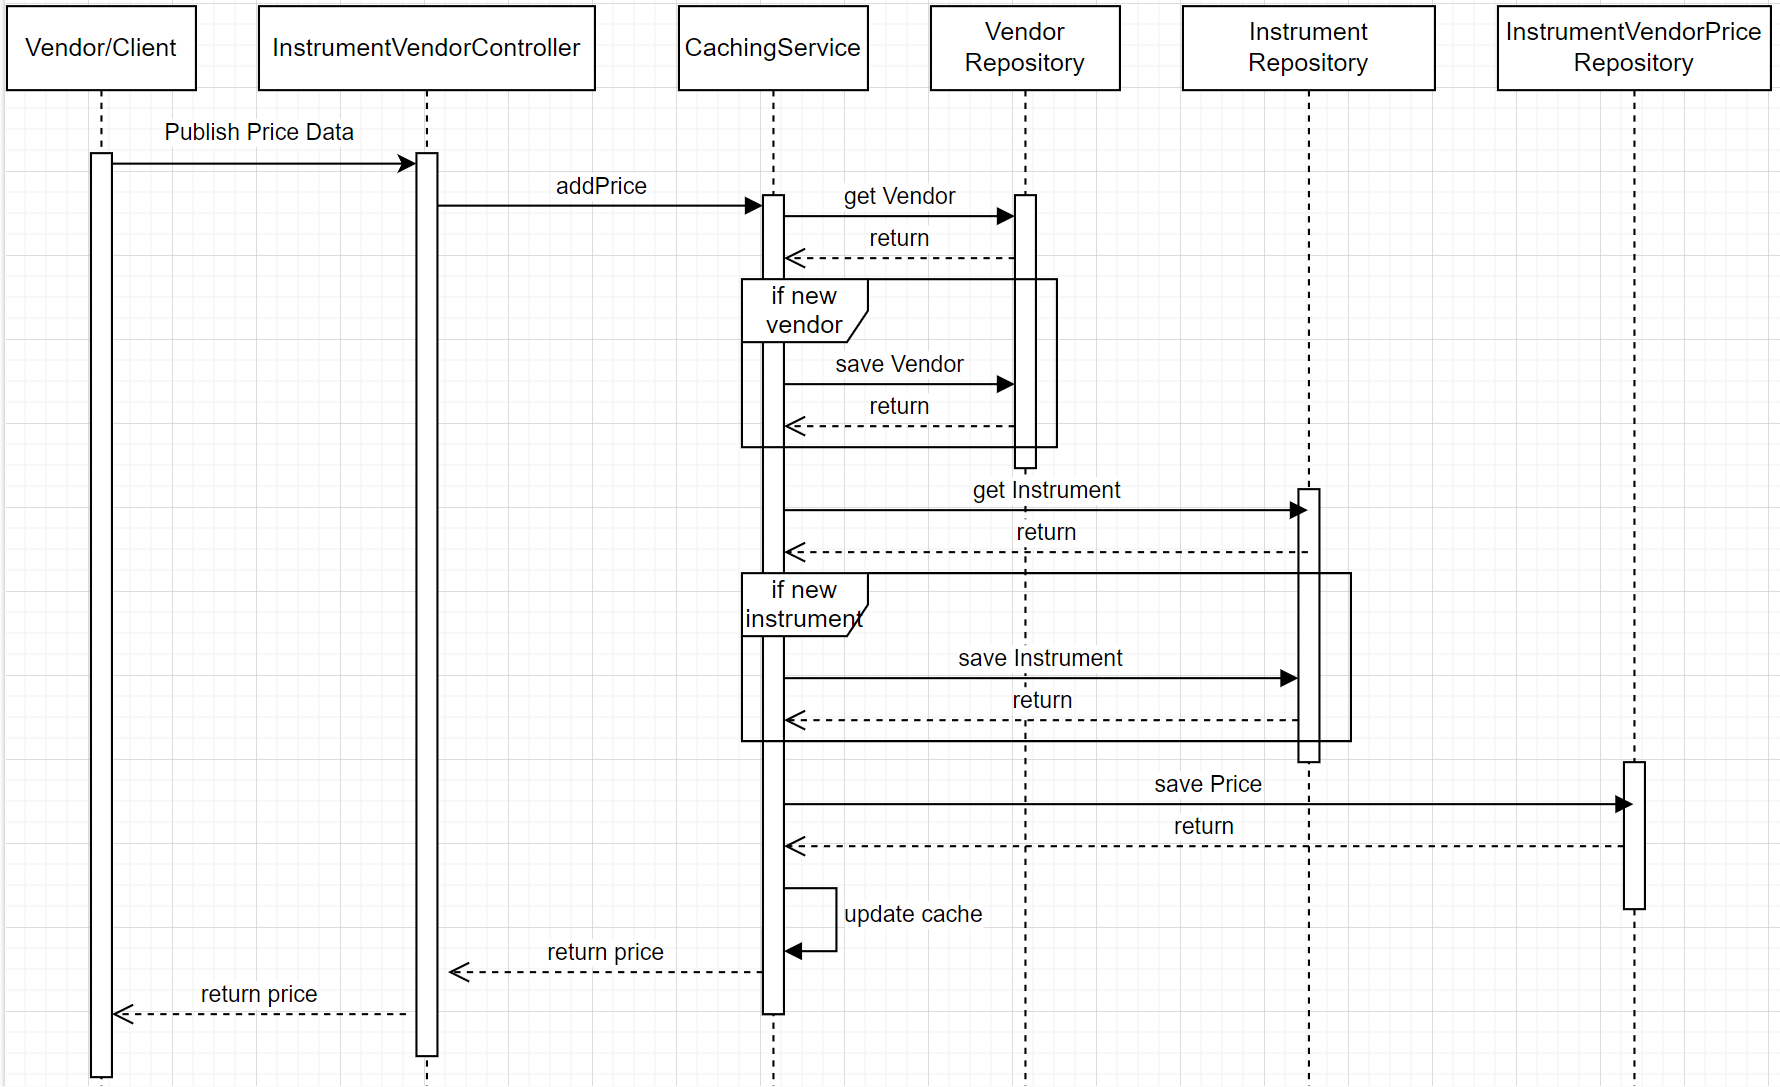 Vendor/Client
InstrumentVendorController
CachingService
Vendor
Repository
Instrument
Repository
InstrumentVendorPrice
Repository
Publish Price Data
addPrice
get Vendor
return
if new
vendor
save Vendor
return
get Instrument
return
if new
instrument
save Instrument
return
save Price
return
update cache
return price
return price